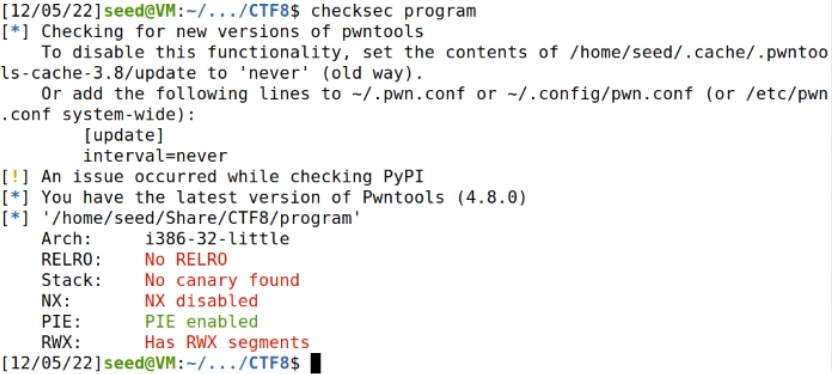 [12/05/22]seed@VM:~/.../CTF8$ checksec program
[*] Checking for new versions of pwntools
    To disable this functionality, set the contents of /home/seed/.cache/.pwntoo
ls-cache-3.8/update to 'never' (old way).
    Or add the following lines to ~/.pwn.conf or ~/.config/pwn.conf (or /etc/pwn
.conf system-wide):
        [update]
        interval=never
[!] An issue occurred while checking PyPI
[*] You have the latest version of Pwntools (4.8.0)
[*] '/home/seed/Share/CTF8/program'
    Arch:     i386-32-little
    RELRO:    No RELRO
    Stack:    No canary found
    NX:       NX disabled
    PIE:      PIE enabled
    RWX:      Has RWX segments
[12/05/22]seed@VM:~/.../CTF8$